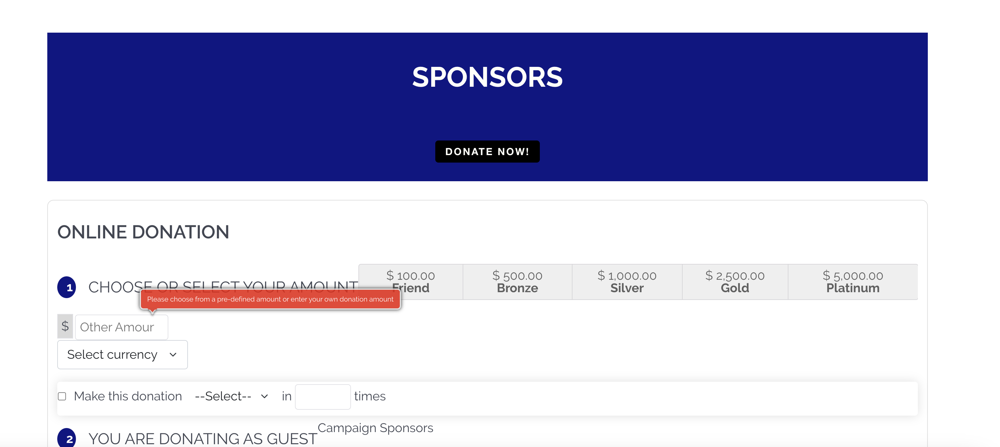 SPONSORS
DONATE NOW!
ONLINE DONATION
1 CHOOSE OR SELECT YOUR AMOUNT
$ 100.00 Friend
$ 500.00 Bronze
$ 1,000.00 Silver
$ 2,500.00 Gold
$ 5,000.00 Platinum
Please choose from a pre-defined amount or enter your own donation amount
$ Other Amour
Select currency
Make this donation --Select-- in times
Campaign Sponsors
2 YOU ARE DONATING AS GUEST